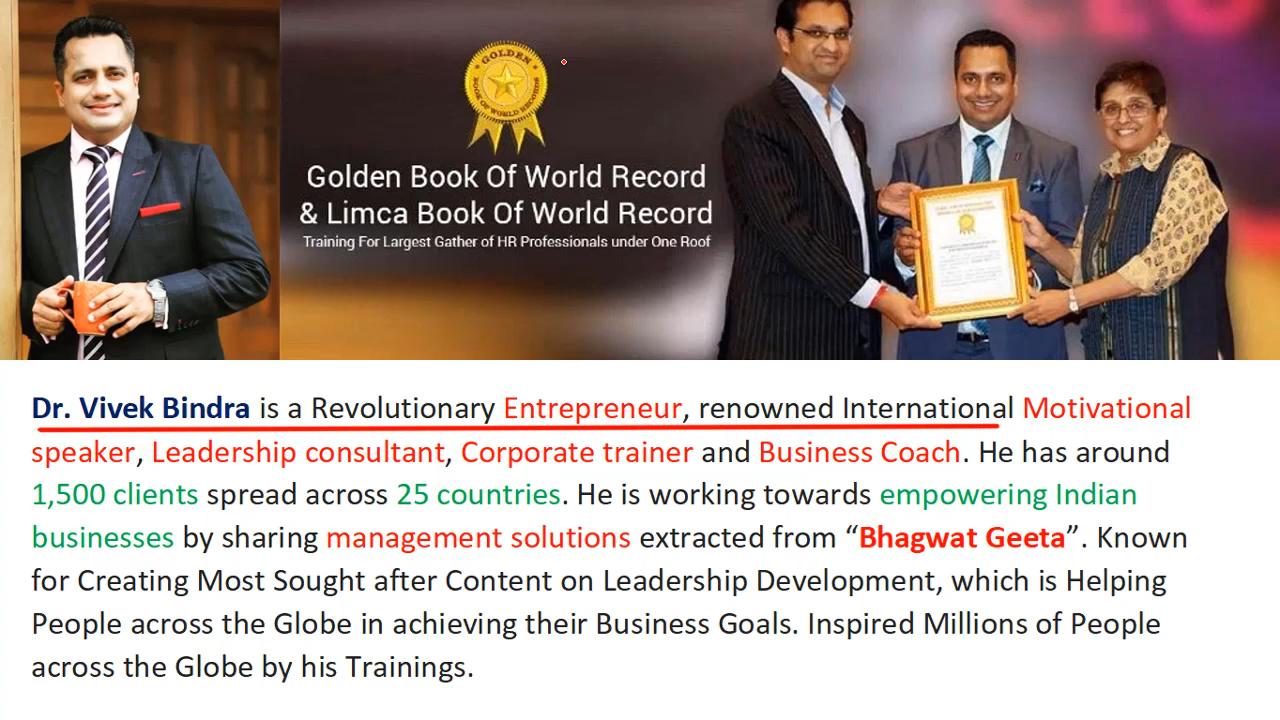 GOLDEN
BOOK OF WORLD RECORDS
Golden Book Of World Record
& Limca Book Of World Record
Training For Largest Gather of HR Professionals under One Roof
Dr. Vivek Bindra is a Revolutionary Entrepreneur, renowned International Motivational
speaker, Leadership consultant, Corporate trainer and Business Coach. He has around
1,500 clients spread across 25 countries. He is working towards empowering Indian
businesses by sharing management solutions extracted from “Bhagwat Geeta”. Known
for Creating Most Sought after Content on Leadership Development, which is Helping
People across the Globe in achieving their Business Goals. Inspired Millions of People
across the Globe by his Trainings.